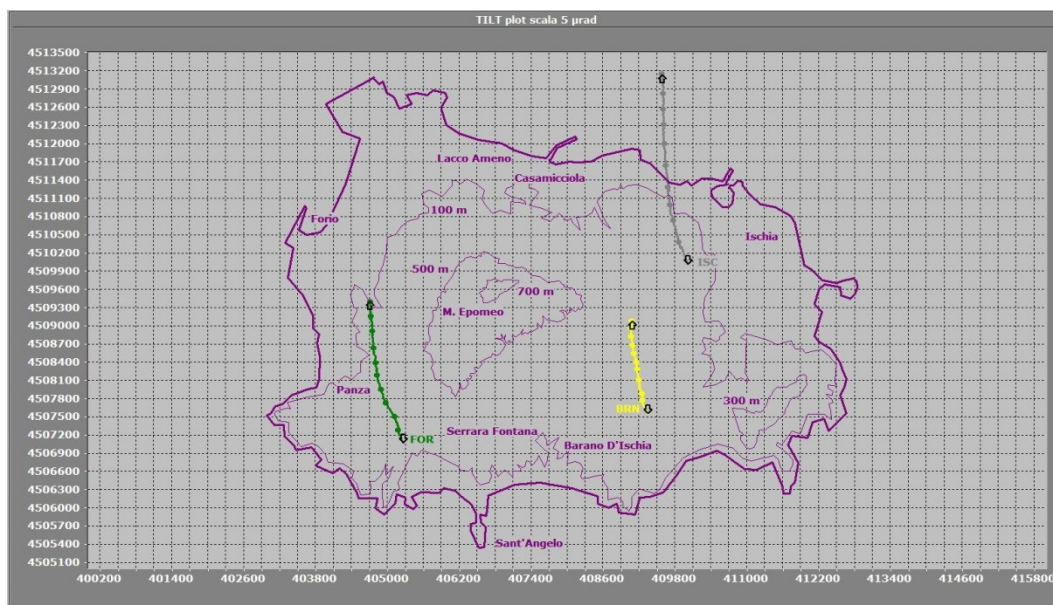 TILT plot scala 5 µrad
4513500
4513200
4512900
4512600
4512300
4512000
4511700
4511400
4511100
4510800
4510500
4510200
4509900
4509600
4509300
4509000
4508700
4508400
4508100
4507800
4507500
4507200
4506900
4506600
4506300
4506000
4505700
4505400
4505100
Lacco Ameno
Casamicciola
100 m
Forio
Ischia
ISC
500 m
700 m
M. Epomeo
Panza
300 m
BRN
Serrara Fontana
FOR
Barano D'Ischia
Sant'Angelo
400200 401400 402600 403800 405000 406200 407400 408600 409800 411000 412200 413400 414600 415800